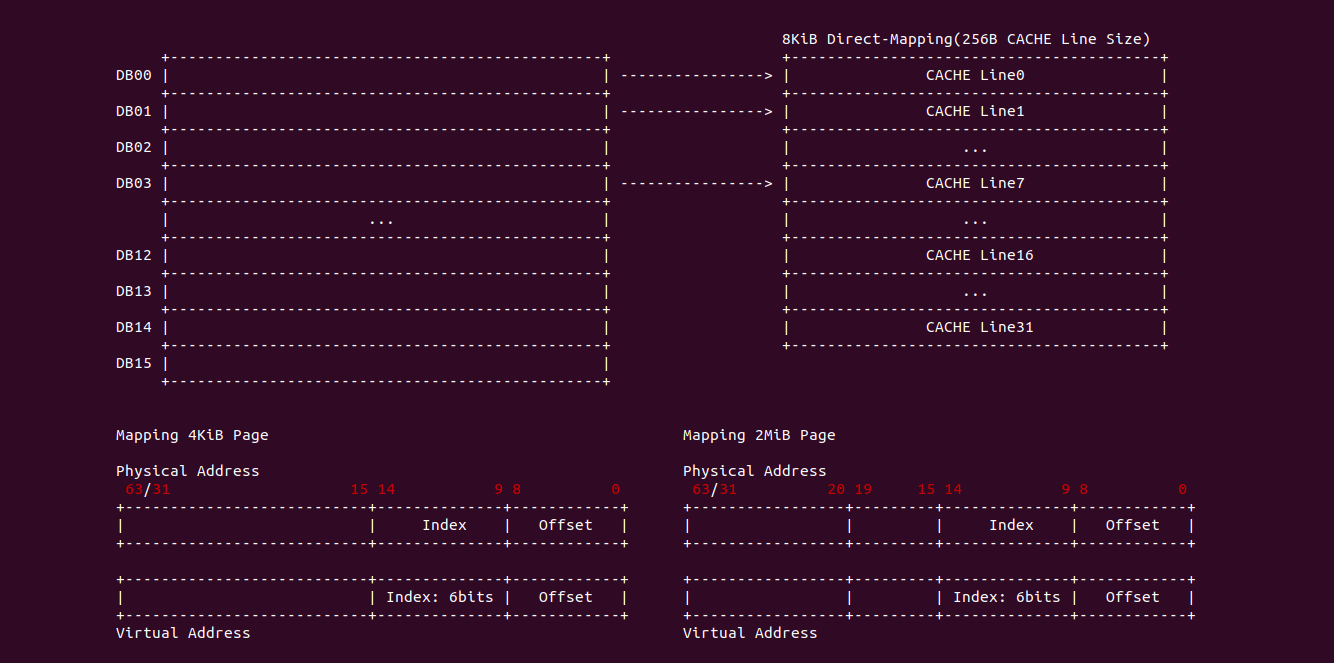 8KiB Direct-Mapping(256B CACHE Line Size)
DB00 CACHE Line0
DB01 CACHE Line1
DB02 ...
DB03 CACHE Line7
... ...
DB12 CACHE Line16
DB13 ...
DB14 CACHE Line31
DB15
Mapping 4KiB Page Mapping 2MiB Page
Physical Address Physical Address
63/31 15 14 9 8 0 63/31 20 19 15 14 9 8 0
Index Offset Index Offset
Index: 6bits Offset Index: 6bits Offset
Virtual Address Virtual Address